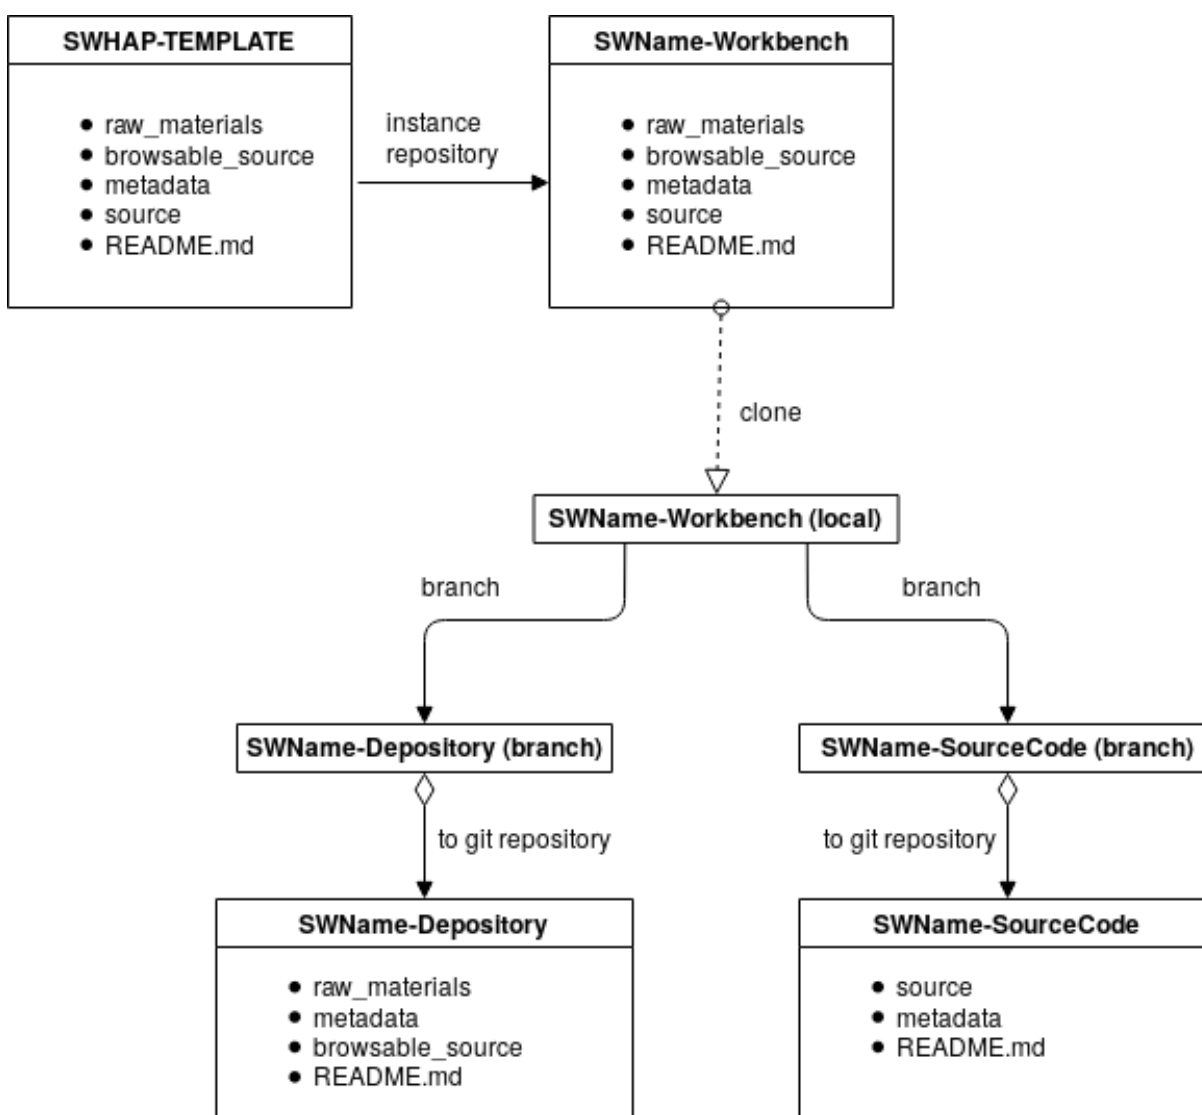 SWHAP-TEMPLATE
raw_materials
browsable_source
metadata
source
README.md
instance
repository
SWName-Workbench
raw_materials
browsable_source
metadata
source
README.md
clone
SWName-Workbench (local)
branch
branch
SWName-Depository (branch)
SWName-SourceCode (branch)
to git repository
to git repository
SWName-Depository
raw_materials
metadata
browsable_source
README.md
SWName-SourceCode
source
metadata
README.md